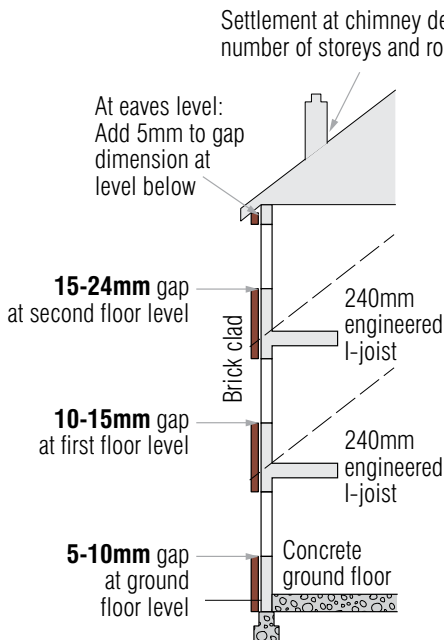 Settlement at chimney de
number of storeys and ro
At eaves level:
Add 5mm to gap
dimension at
level below
15-24mm gap
at second floor level
Brick clad
240mm
engineered
I-joist
10-15mm gap
at first floor level
240mm
engineered
I-joist
5-10mm gap
at ground
floor level
Concrete
ground floor